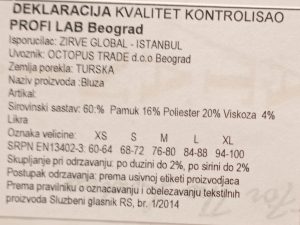 DEKLARACIJA KVALITET KONTROLISAO
PROFI LAB Beograd
Isporucilac: ZIRVE GLOBAL - ISTANBUL
Uvoznik: OCTOPUS TRADE d.o.o Beograd
Zemlja porekla: TURSKA
Naziv proizvoda :Bluza
Artikal:
Sirovinski sastav: 60:% Pamuk 16% Poliester 20% Viskoza 4%
Likra
Oznaka velicine: XS S M L XL
SRPN EN13402-3: 60-64 68-72 76-80 84-88 94-100
Skupljanje pri odrzavanju: po duzini do 2%, po sirini do 2%
Postupak odrzavanja: prema usivnoj etiketi proizvodjaca
Prema pravilniku o oznacavanju i obelezavanju tekstilnih
proizvoda Sluzbeni glasnik RS, br. 1/2014